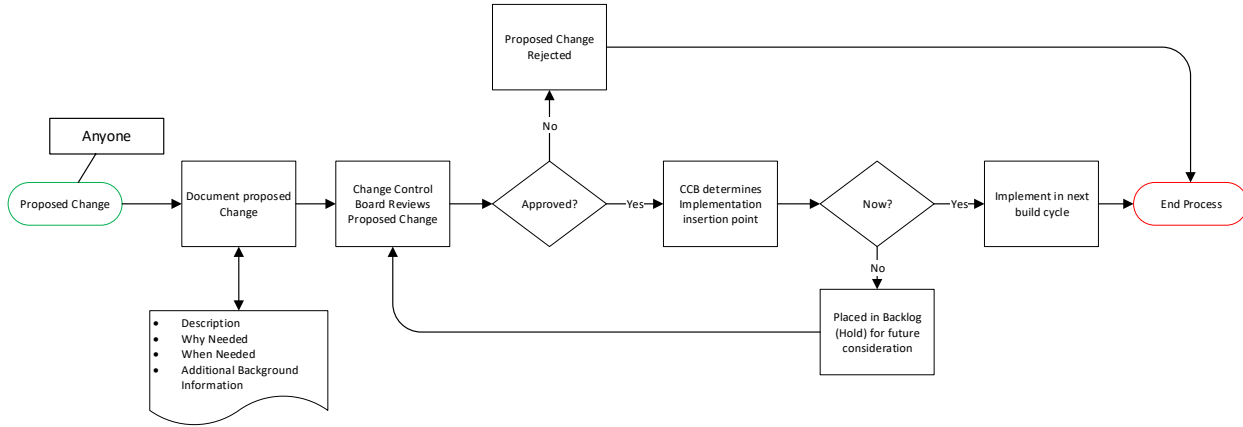 Proposed Change
Rejected
No
Anyone
Proposed Change
Document proposed
Change
Change Control
Board Reviews
Proposed Change
Approved?
Yes
CCB determines
Implementation
insertion point
Now?
Yes
Implement in next
build cycle
End Process
No
Placed in Backlog
(Hold) for future
consideration
• Description
• Why Needed
• When Needed
• Additional Background
Information